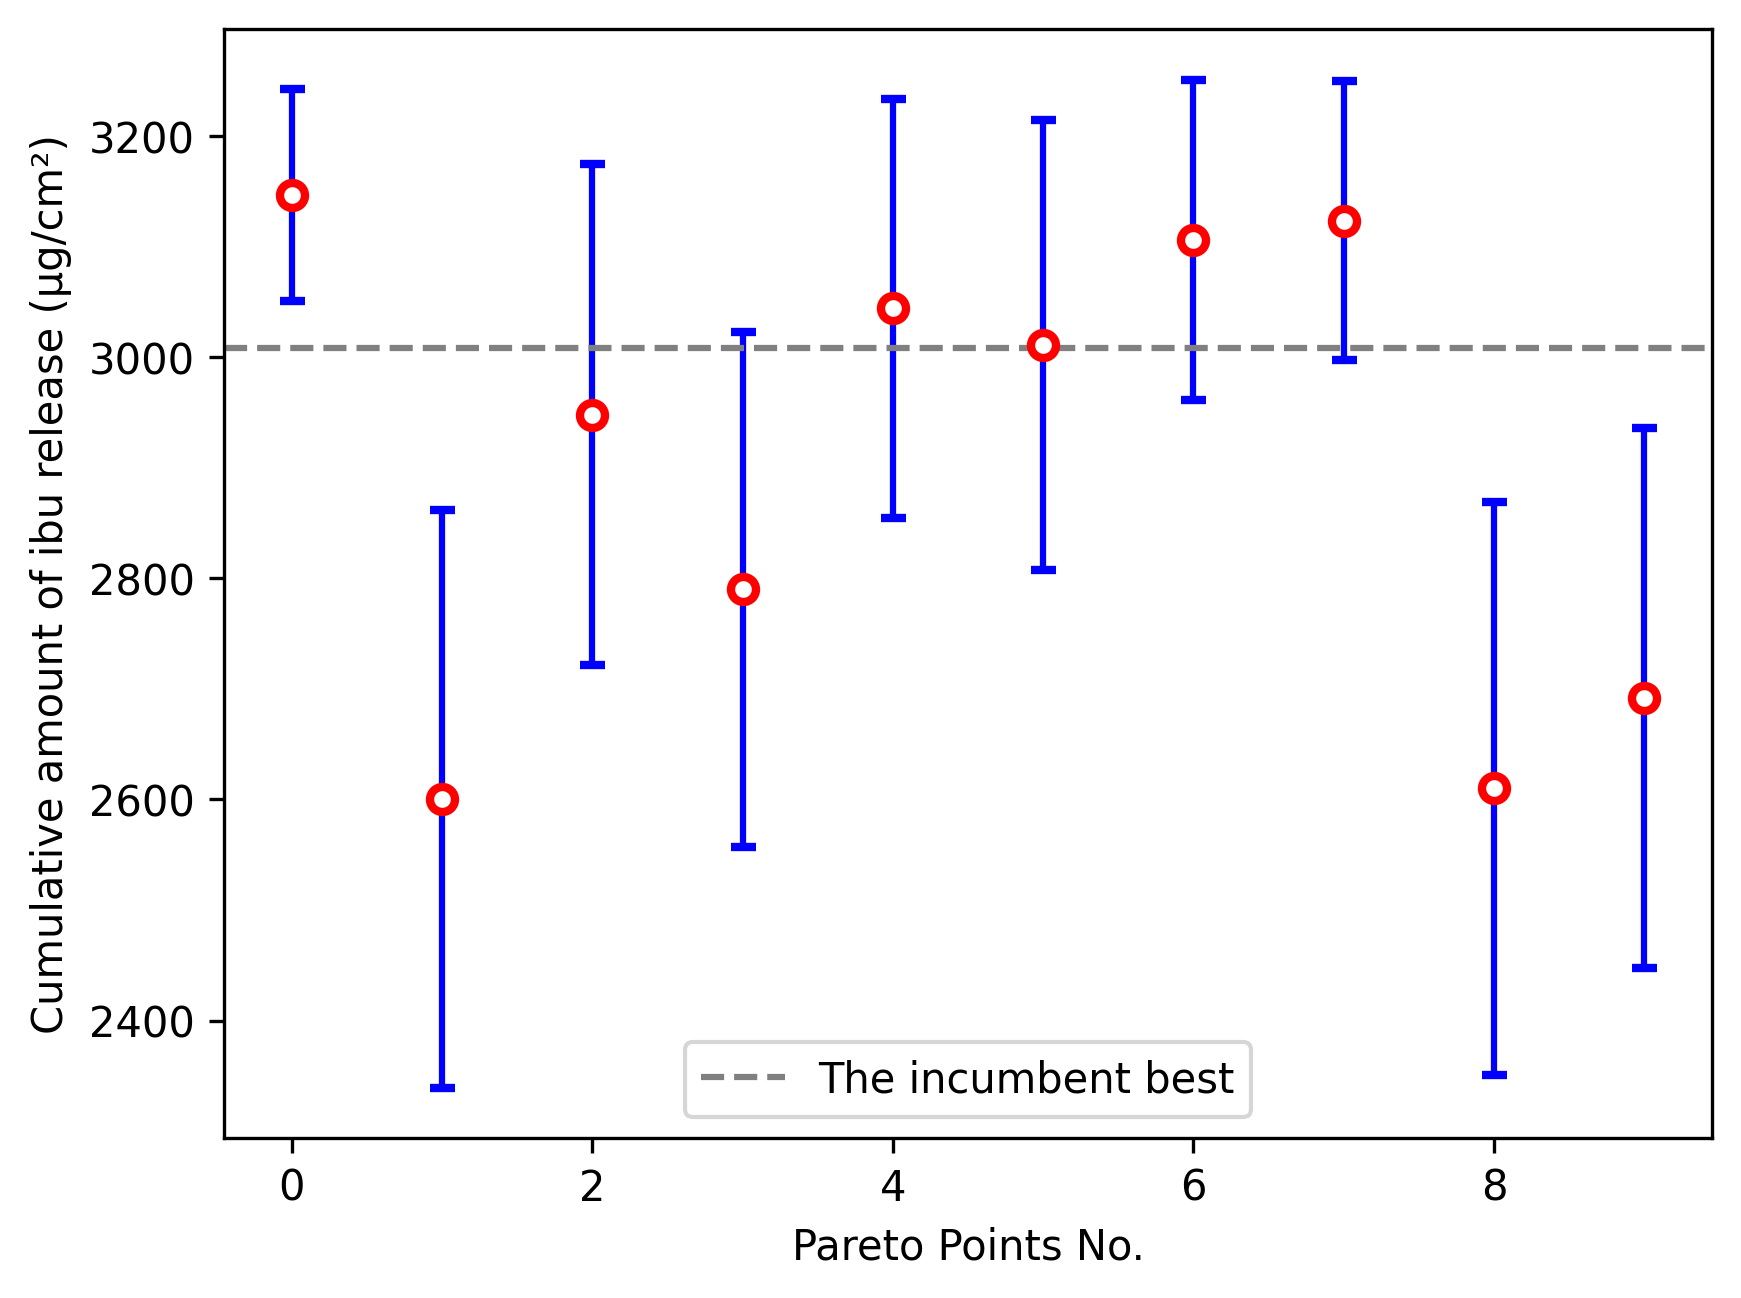 Cumulative amount of ibu release (µg/cm²)
3200
3000
2800
2600
2400
The incumbent best
0 2 4 6 8
Pareto Points No.